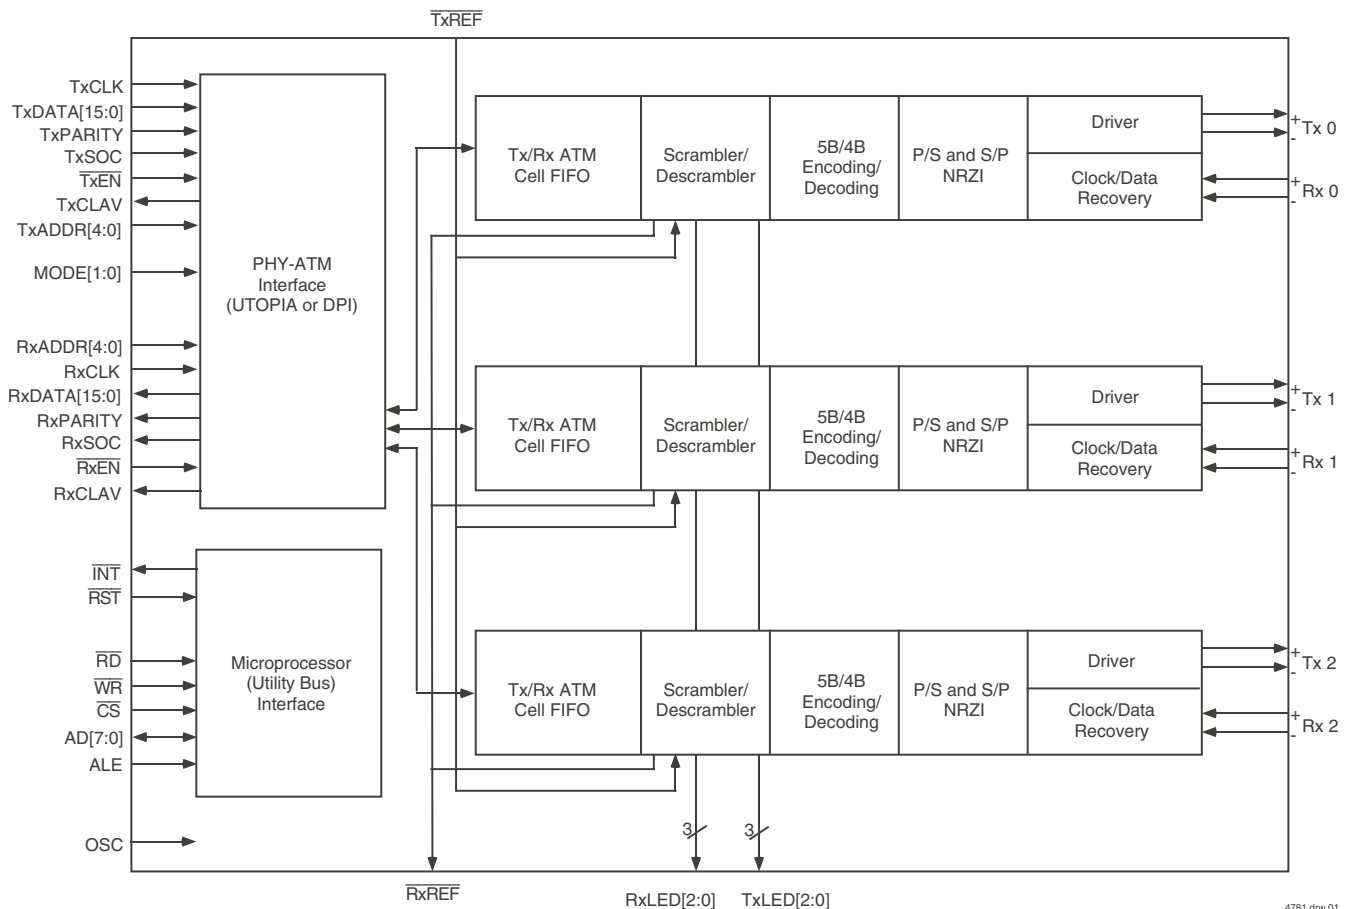 TxREF
TxCLK
TxDATA[15:0]
TxPARITY
TxSOC
TxEN
TxCLAV
TxADDR[4:0]
MODE[1:0]
RxADDR[4:0]
RxCLK
RxDATA[15:0]
RxPARITY
RxSOC
RxEN
RxCLAV
PHY-ATM
Interface
(UTOPIA or DPI)
INT
RST
RD
WR
CS
AD[7:0]
ALE
OSC
Microprocessor
(Utility Bus)
Interface
Tx/Rx ATM
Cell FIFO
Scrambler/
Descrambler
5B/4B
Encoding/
Decoding
P/S and S/P
NRZI
Driver
Clock/Data
Recovery
+
-
Tx 0
+
-
Rx 0
Tx/Rx ATM
Cell FIFO
Scrambler/
Descrambler
5B/4B
Encoding/
Decoding
P/S and S/P
NRZI
Driver
Clock/Data
Recovery
+
-
Tx 1
+
-
Rx 1
Tx/Rx ATM
Cell FIFO
Scrambler/
Descrambler
5B/4B
Encoding/
Decoding
P/S and S/P
NRZI
Driver
Clock/Data
Recovery
+
-
Tx 2
+
-
Rx 2
3
3
RxREF
RxLED[2:0]
TxLED[2:0]
4781 drw 01